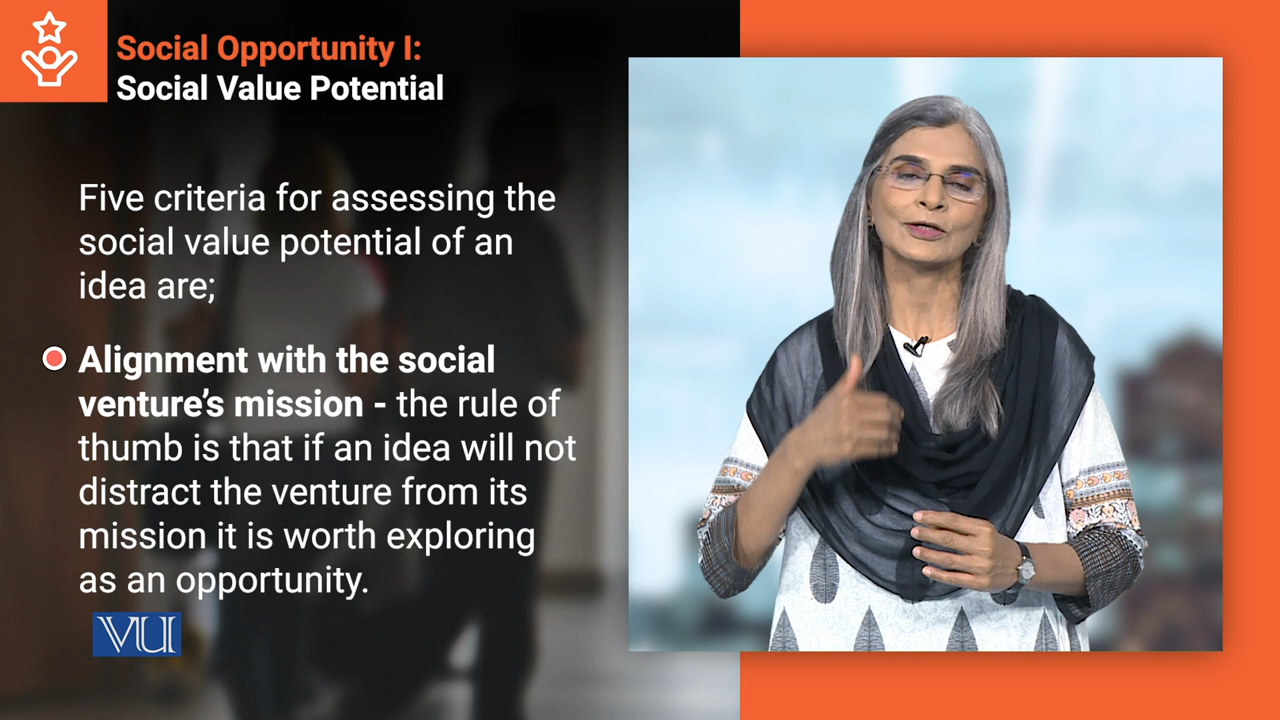 Social Opportunity I:
Social Value Potential
Five criteria for assessing the
social value potential of an
idea are;
Alignment with the social
venture’s mission - the rule of
thumb is that if an idea will not
distract the venture from its
mission it is worth exploring
as an opportunity.
VU